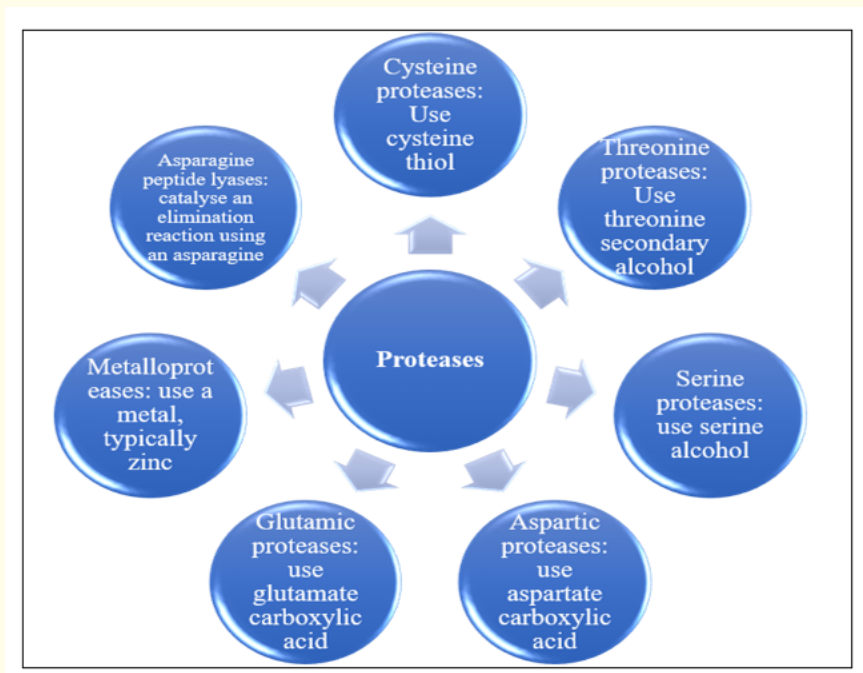 Cysteine
proteases:
Use
cysteine
thiol
Threonine
proteases:
Use
threonine
secondary
alcohol
Serine
proteases:
use serine
alcohol
Aspartic
proteases:
use
aspartate
carboxylic
acid
Glutamic
proteases:
use
glutamate
carboxylic
acid
Metalloprot
eases: use a
metal,
typically
zinc
Asparagine
peptide lyases:
catalyse an
elimination
reaction using
an asparagine
Proteases